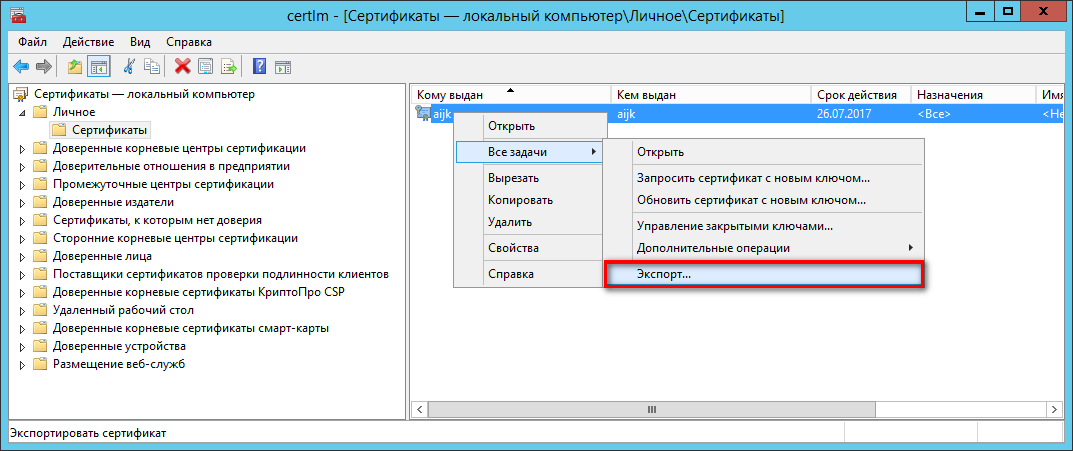 certlm - [Сертификаты — локальный компьютер\Личное\Сертификаты]
Файл Действие Вид Справка
Сертификаты — локальный компьютер
Личное
Сертификаты
Доверенные корневые центры сертификации
Доверительные отношения в предприятии
Промежуточные центры сертификации
Доверенные издатели
Сертификаты, к которым нет доверия
Сторонние корневые центры сертификации
Доверенные лица
Поставщики сертификатов проверки подлинности клиентов
Доверенные корневые сертификаты КриптоПро CSP
Удаленный рабочий стол
Доверенные корневые сертификаты смарт-карты
Доверенные устройства
Размещение веб-служб
Кому выдан Кем выдан Срок действия Назначения Имя
aijk aijk 26.07.2017 <Все> <Не
Открыть
Все задачи
Вырезать
Копировать
Удалить
Свойства
Справка
Открыть
Запросить сертификат с новым ключом...
Обновить сертификат с новым ключом...
Управление закрытыми ключами...
Дополнительные операции
Экспорт...
Экспортировать сертификат